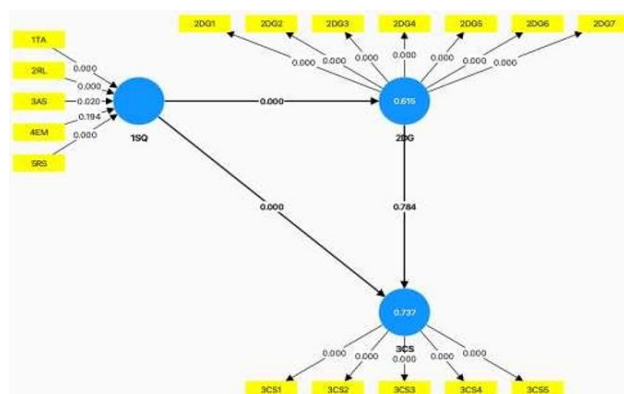 2DG1 2DG2 2DG3 2DG4 2DG5 2DG6 2DG7
1TA
0.000 0.000 0.000 0.000 0.000 0.000 0.000
0.000
2RL
0.000
3AS
0.020
0.000
0.615
4EM
0.194
5RS
0.000
1SQ
2DG
0.000
0.784
0.737
3CS
0.000 0.000 0.000 0.000 0.000
3CS1 3CS2 3CS3 3CS4 3CS5